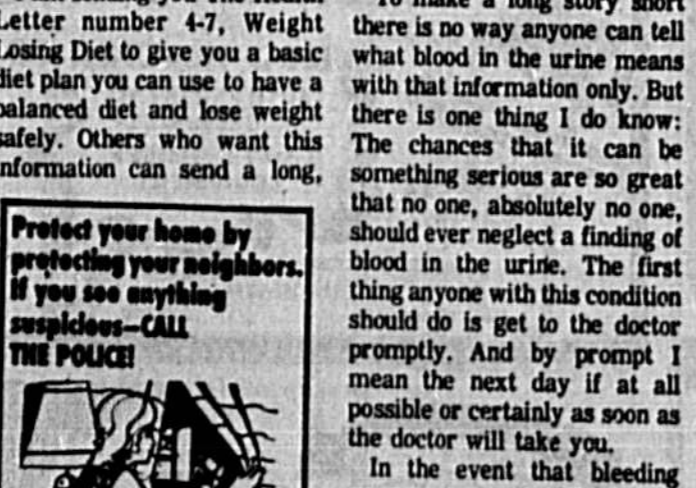 Letter number 4-7, Weight
Losing Diet to give you a basic
diet plan you can use to have a
balanced diet and lose weight
safely. Others who want this
information can send a long,
Protect your home by
protecting your neighbors.
If you see anything
suspicious—CALL
THE POLICE!
To make a long story short
there is no way anyone can tell
what blood in the urine means
with that information only. But
there is one thing I do know:
The chances that it can be
something serious are so great
that no one, absolutely no one,
should ever neglect a finding of
blood in the urine. The first
thing anyone with this condition
should do is get to the doctor
promptly. And by prompt I
mean the next day if at all
possible or certainly as soon as
the doctor will take you.
In the event that bleeding